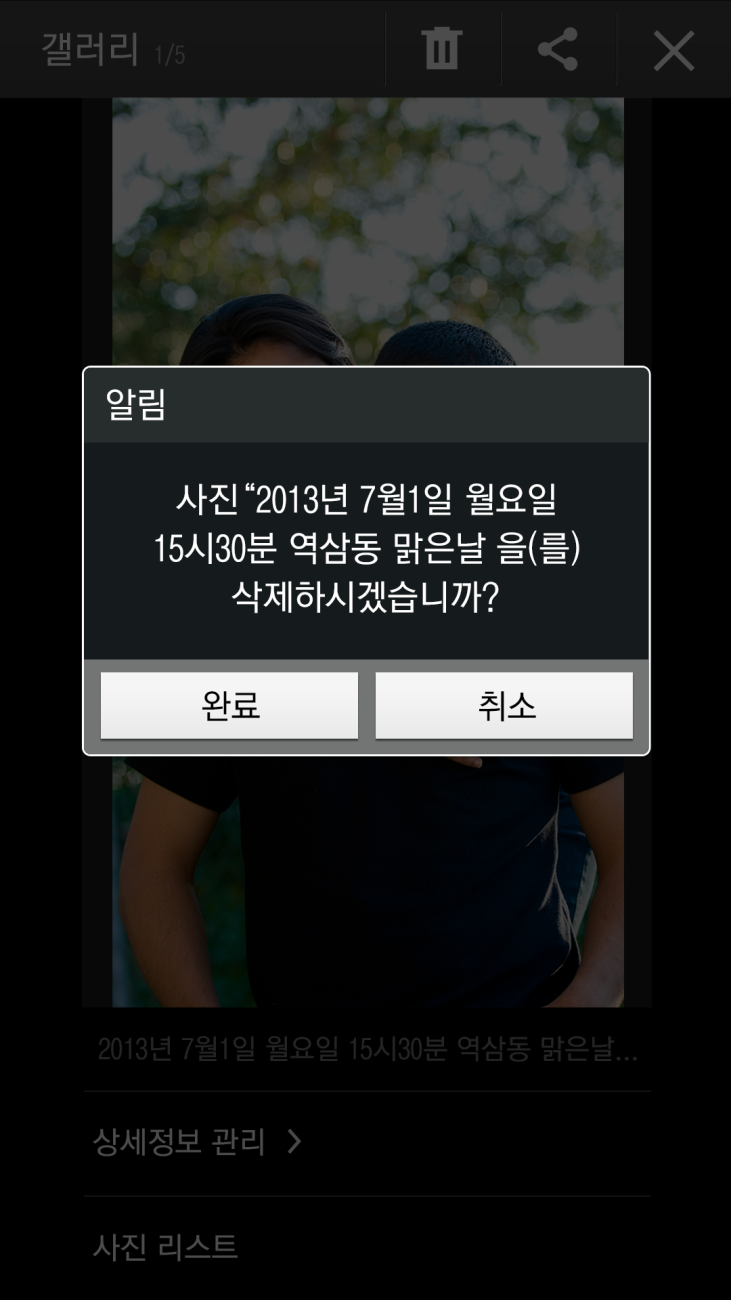 갤러리 1/5
알림
사진 “2013년 7월1일 월요일
15시30분 역삼동 맑은날 을(를)
삭제하시겠습니까?
완료 취소
2013년 7월1일 월요일 15시30분 역삼동 맑은날...
상세정보 관리
사진 리스트